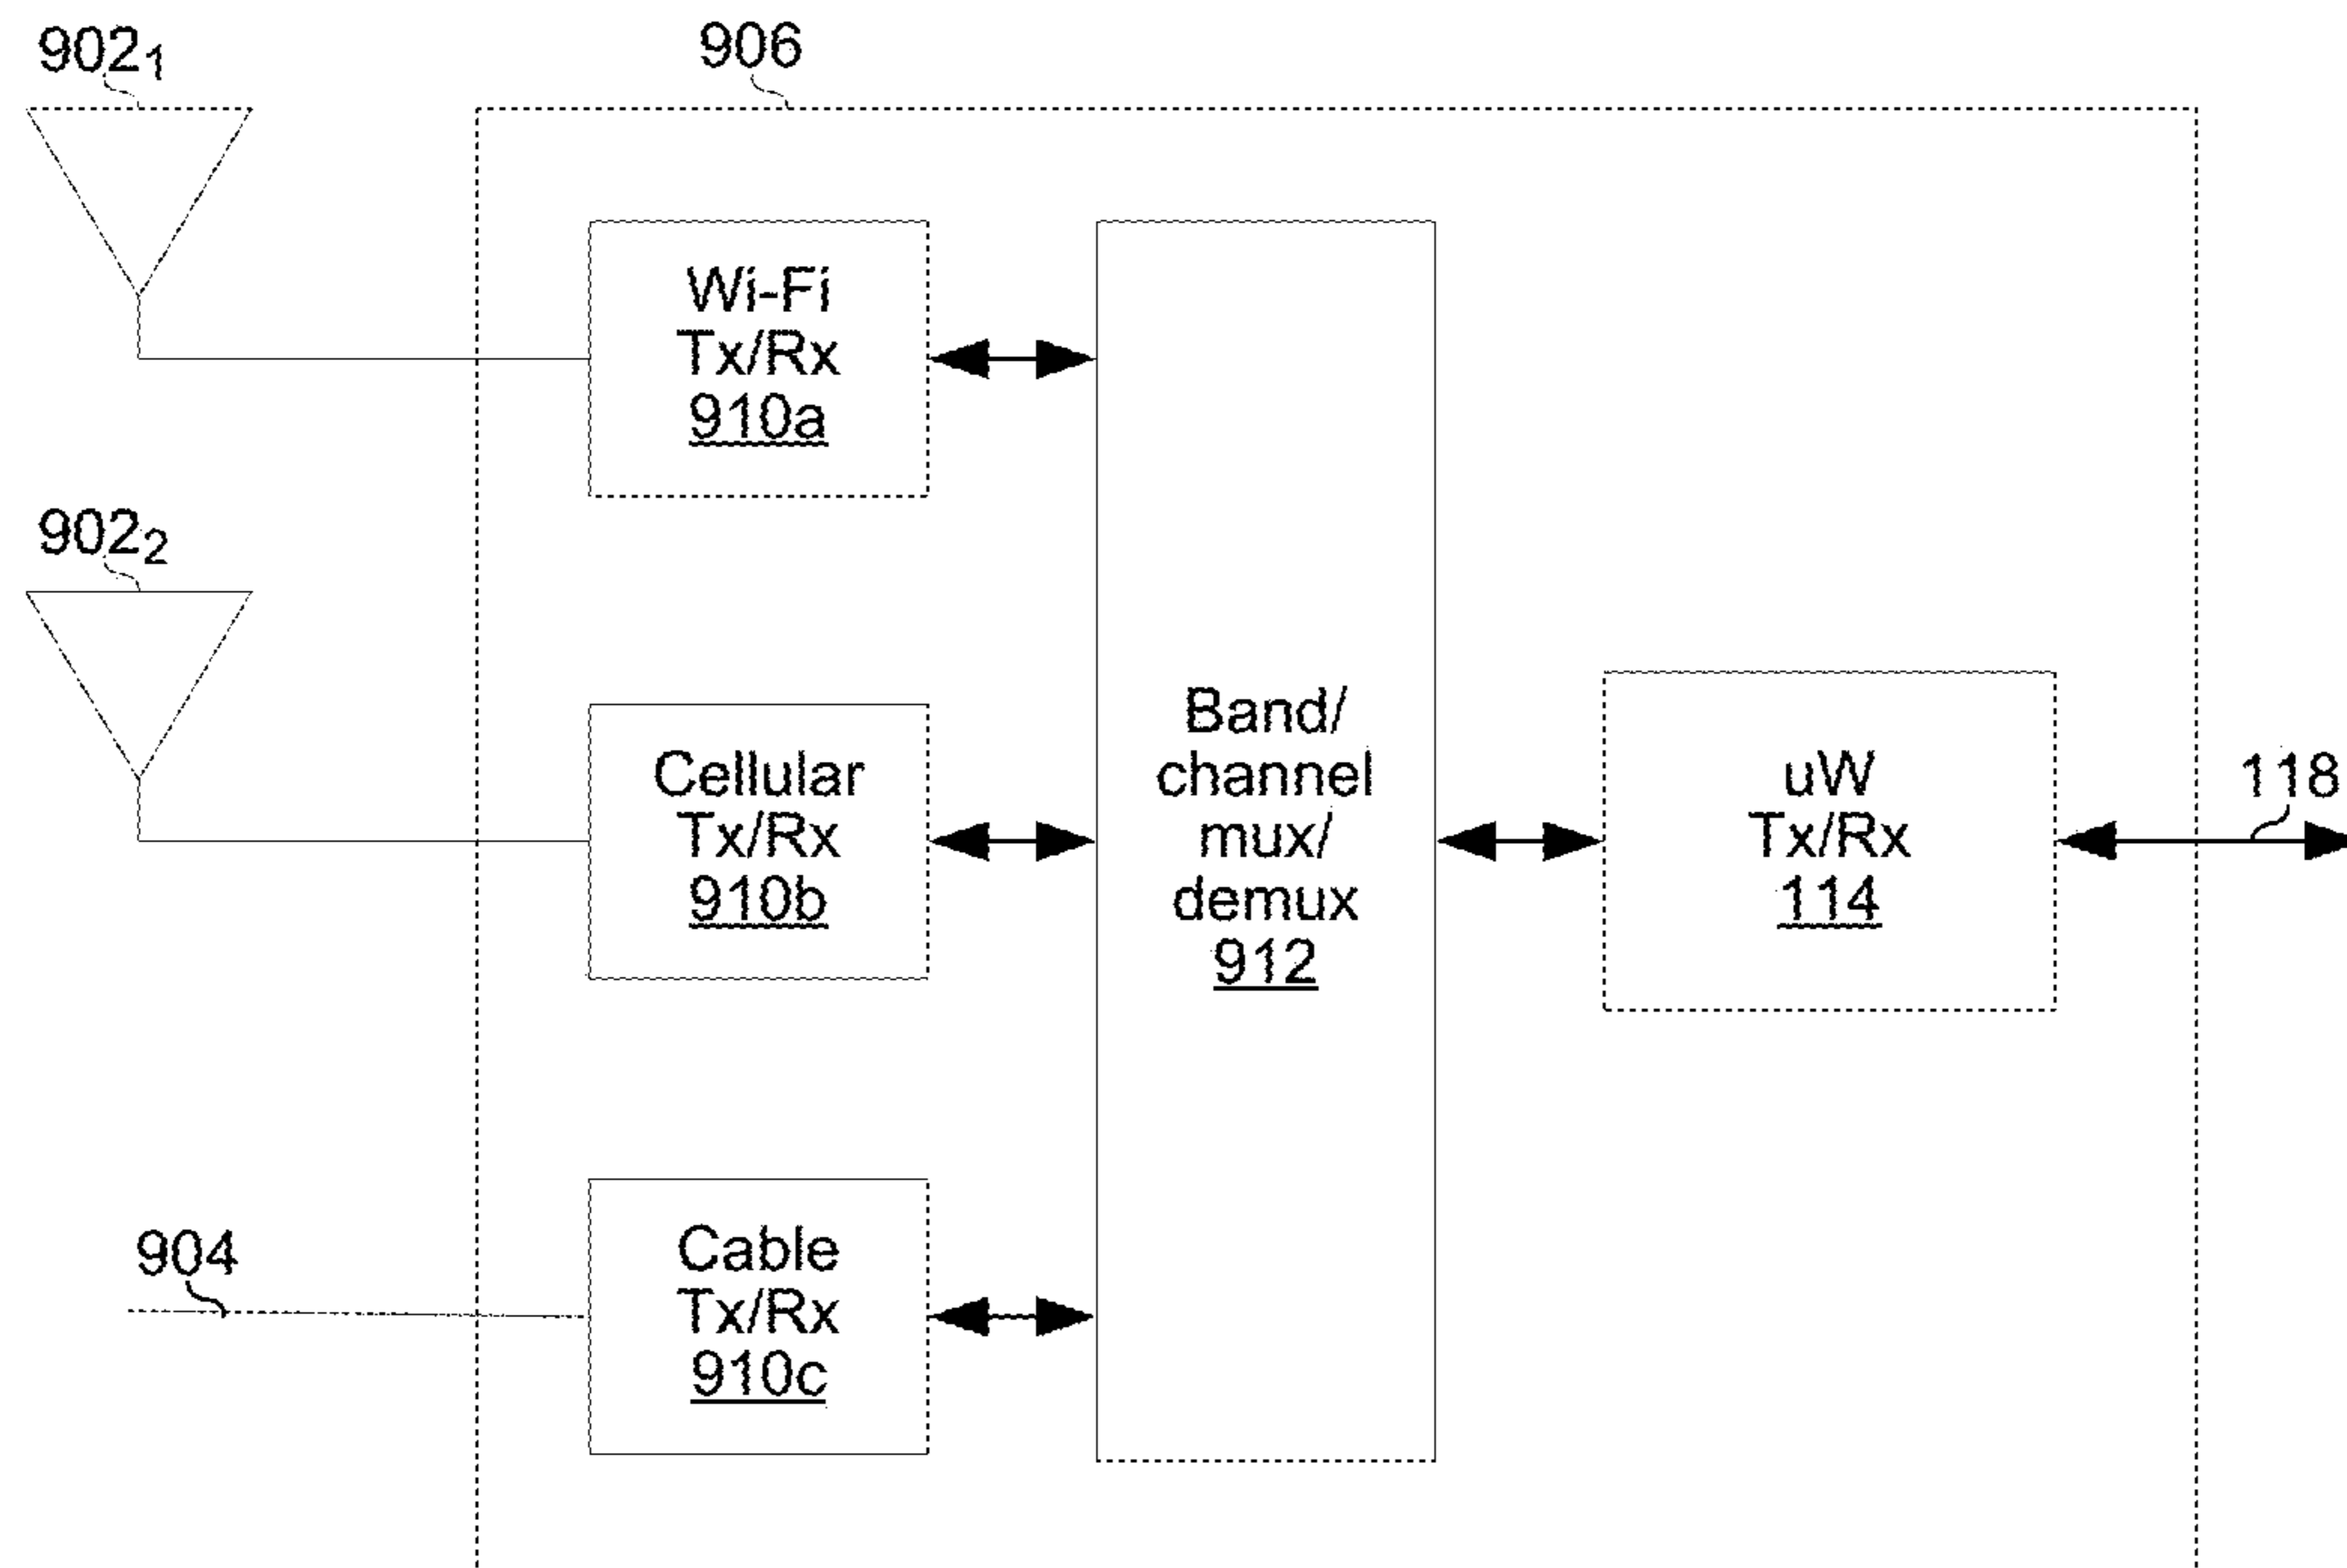 902₁
906
Wi-Fi
Tx/Rx
910a
902₂
Cellular
Tx/Rx
910b
Band/
channel
mux/
demux
912
uW
Tx/Rx
114
118
904
Cable
Tx/Rx
910c